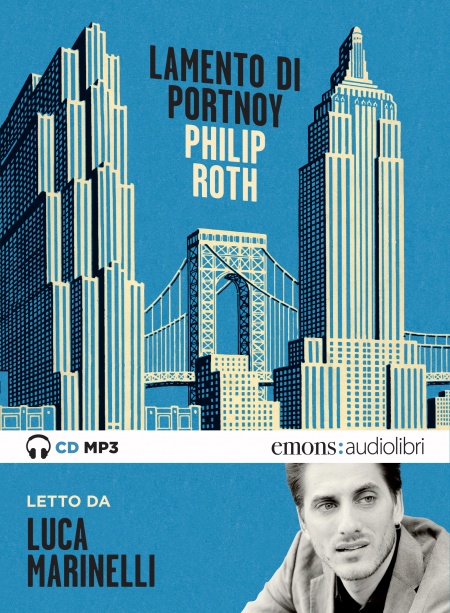 LAMENTO DI
PORTNOY
PHILIP
ROTH
CD MP3
emons:audiolibri
LETTO DA
LUCA
MARINELLI